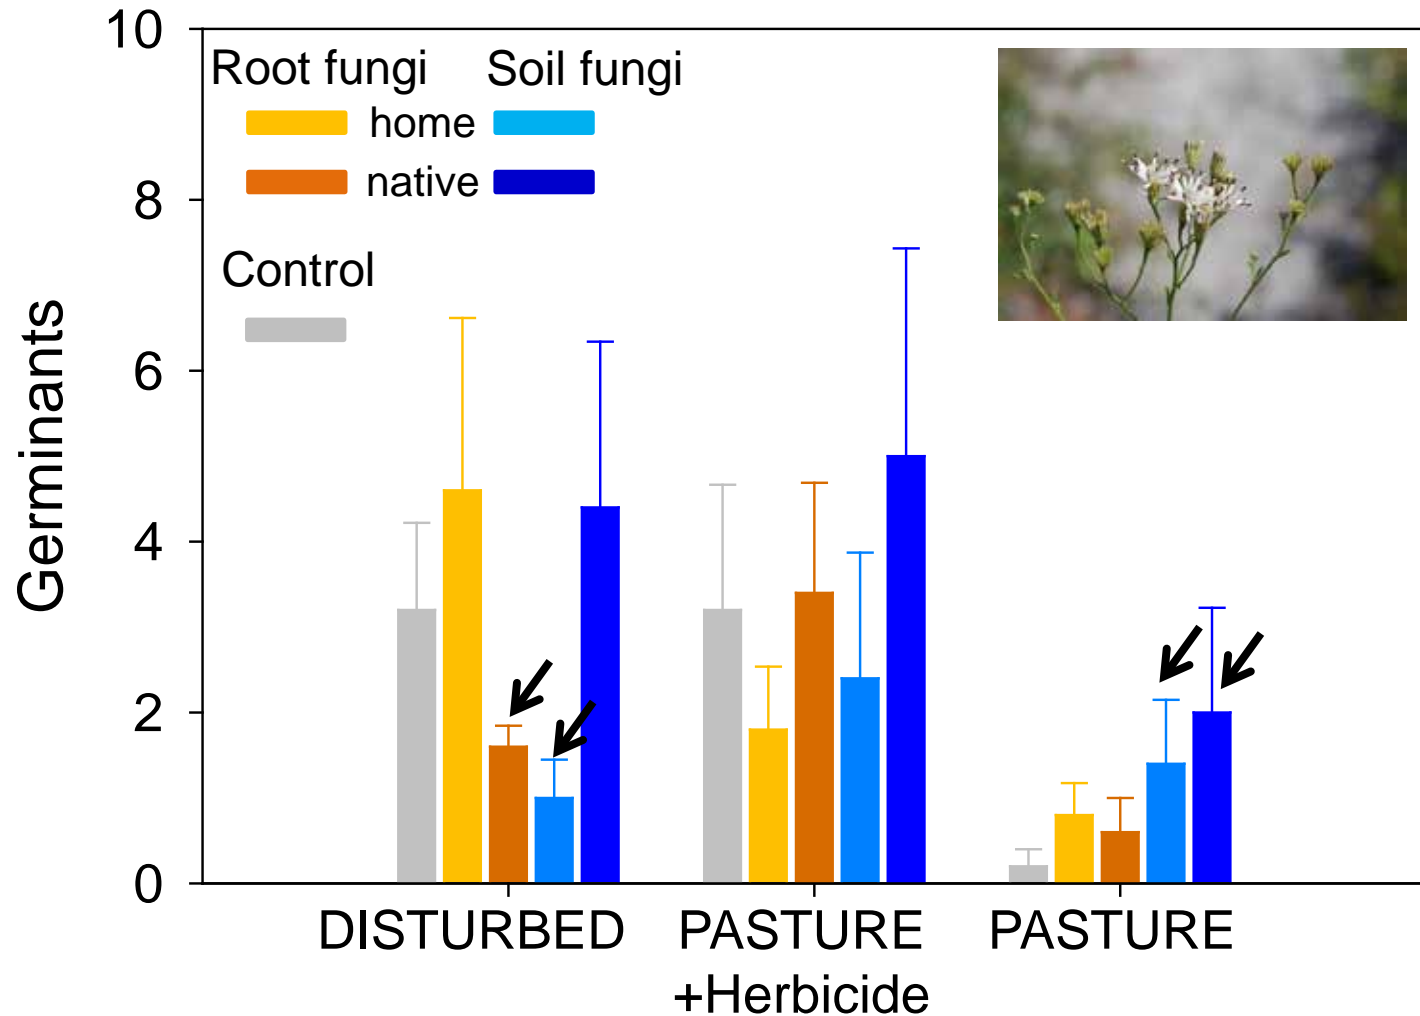 10
Root fungi Soil fungi
home
native
8
Control
6
Germinants
4
2
0
DISTURBED PASTURE PASTURE
+Herbicide